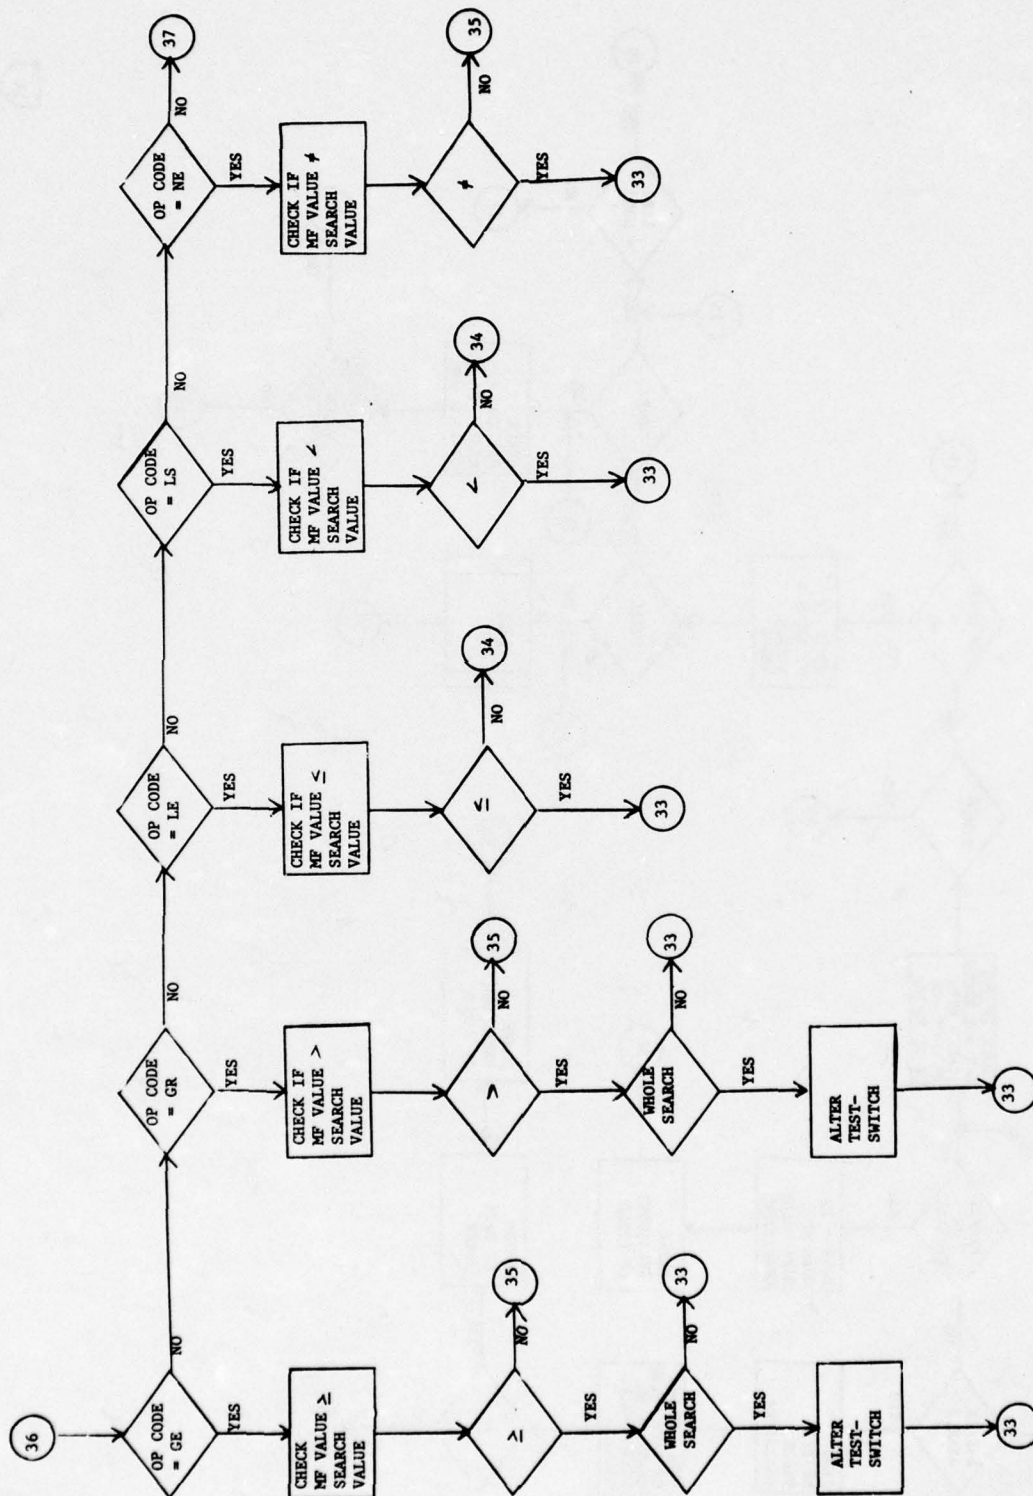 36
OP CODE
= GE
NO
YES
CHECK
MF VALUE ≥
SEARCH
VALUE
≥
NO
35
YES
WHOLE
SEARCH
NO
33
YES
ALTER
TEST-
SWITCH
33
OP CODE
= GR
NO
YES
CHECK IF
MF VALUE >
SEARCH
VALUE
>
NO
35
YES
WHOLE
SEARCH
NO
33
YES
ALTER
TEST-
SWITCH
33
OP CODE
= LE
NO
YES
CHECK IF
MF VALUE ≤
SEARCH
VALUE
≤
NO
34
YES
33
OP CODE
= LS
NO
YES
CHECK IF
MF VALUE <
SEARCH
VALUE
<
NO
34
YES
33
OP CODE
= NE
NO
37
YES
CHECK IF
MF VALUE ≠
SEARCH
VALUE
≠
NO
35
YES
33